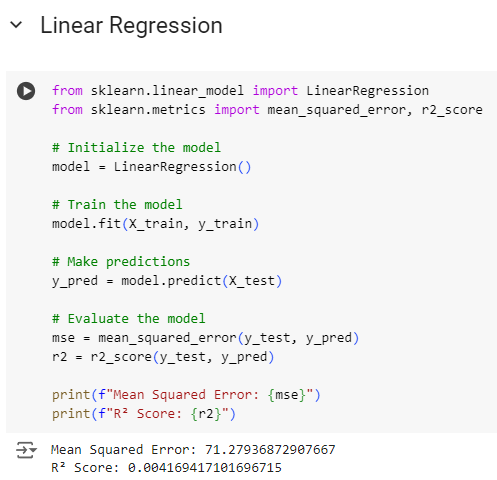 Linear Regression
from sklearn.linear_model import LinearRegression
from sklearn.metrics import mean_squared_error, r2_score
# Initialize the model
model = LinearRegression()
# Train the model
model.fit(X_train, y_train)
# Make predictions
y_pred = model.predict(X_test)
# Evaluate the model
mse = mean_squared_error(y_test, y_pred)
r2 = r2_score(y_test, y_pred)
print(f"Mean Squared Error: {mse}")
print(f"R² Score: {r2}")
Mean Squared Error: 71.27936872907667
R² Score: 0.004169417101696715